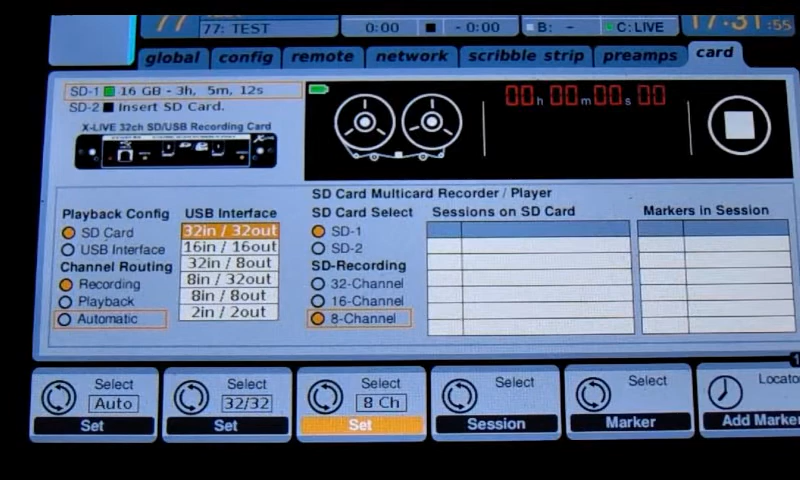 77
77: TEST
0:00 - 0:00
B: -
C: LIVE
17:31:55
global config remote network scribble strip preamps card
SD-1 16 GB - 3h, 5m, 12s
SD-2 Insert SD Card.
X-LIVE 32ch SD/USB Recording Card
00h 00m 00s 00
SD Card Multicard Recorder / Player
Playback Config
SD Card
USB Interface
Channel Routing
Recording
Playback
Automatic
USB Interface
32in / 32out
16in / 16out
32in / 8out
8in / 32out
8in / 8out
2in / 2out
SD Card Select
SD-1
SD-2
SD-Recording
32-Channel
16-Channel
8-Channel
Sessions on SD Card
Markers in Session
Select
Auto
Set
Select
32/32
Set
Select
8 Ch
Set
Select
Session
Select
Marker
Locator
Add Marker